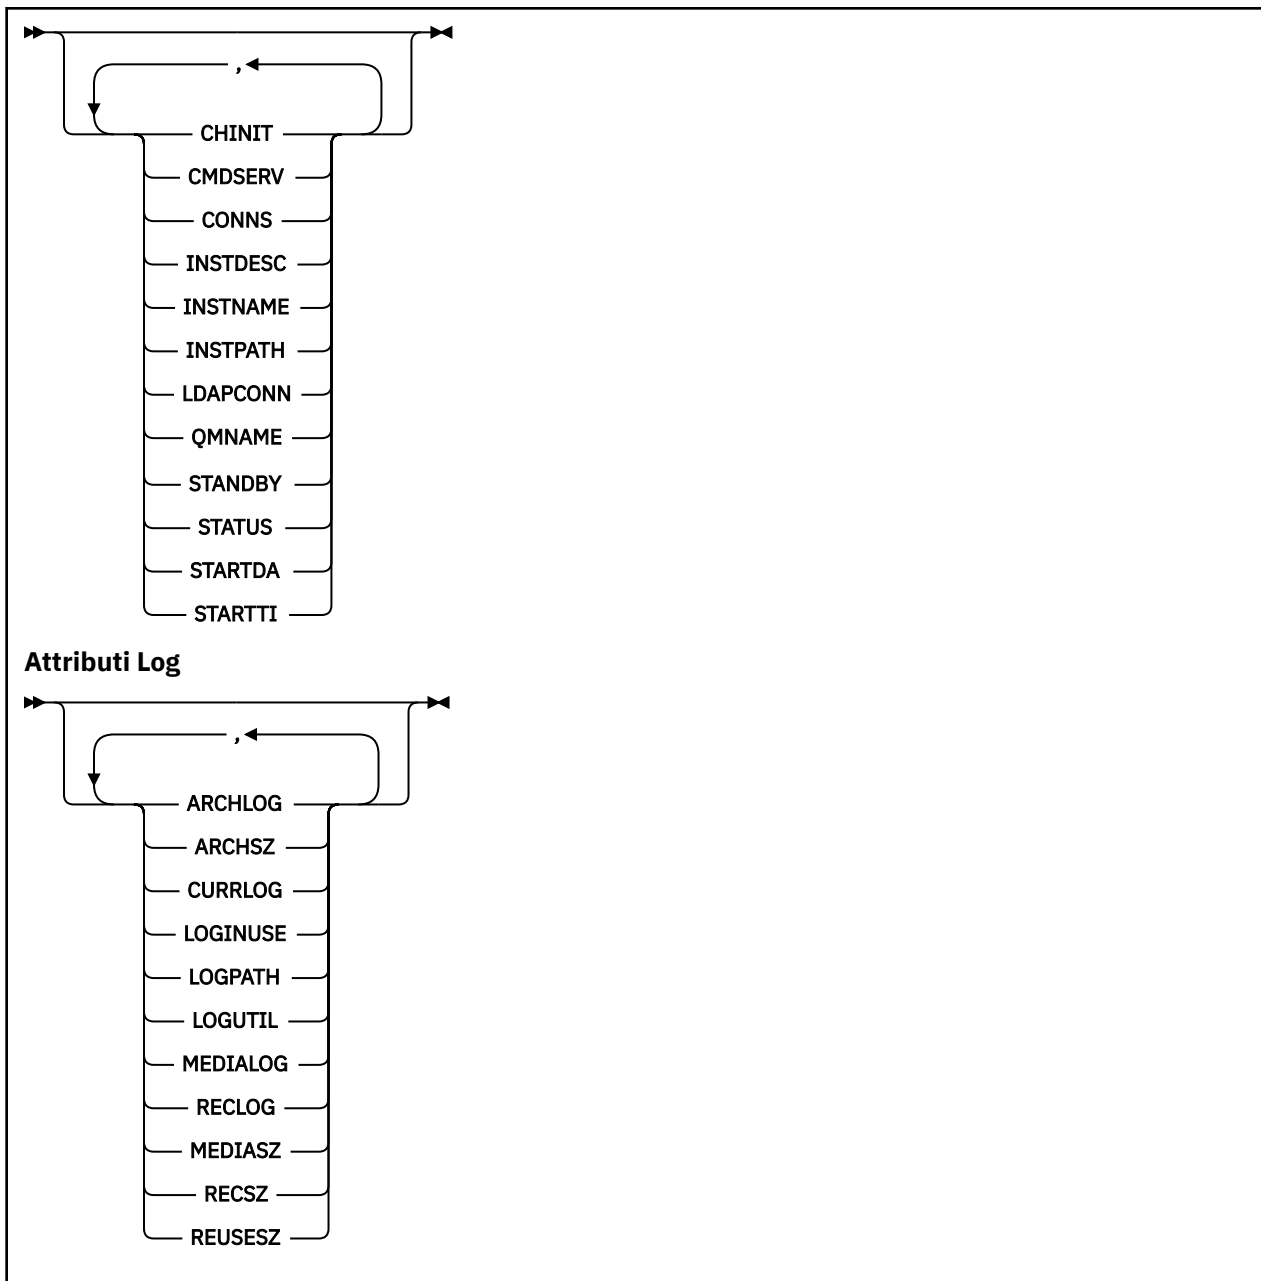 ,
CHINIT
CMDSERV
CONNS
INSTDESC
INSTNAME
INSTPATH
LDAPCONN
QMNAME
STANDBY
STATUS
STARTDA
STARTTI
Attributi Log
,
ARCHLOG
ARCHSZ
CURRLOG
LOGINUSE
LOGPATH
LOGUTIL
MEDIALOG
RECLOG
MEDIASZ
RECSZ
REUSESZ